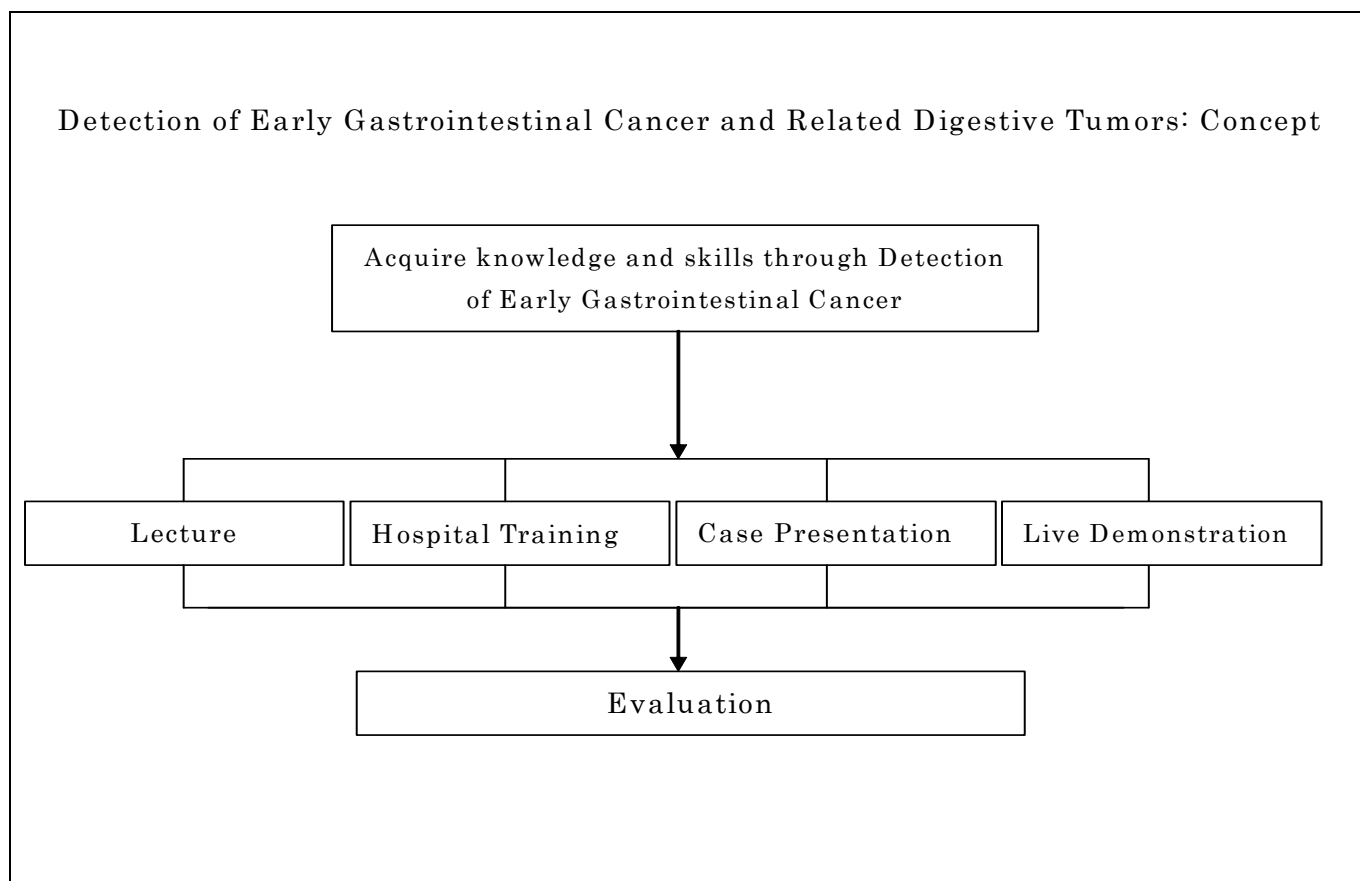 Detection of Early Gastrointestinal Cancer and Related Digestive Tumors: Concept
Acquire knowledge and skills through Detection
of Early Gastrointestinal Cancer
Lecture
Hospital Training
Case Presentation
Live Demonstration
Evaluation